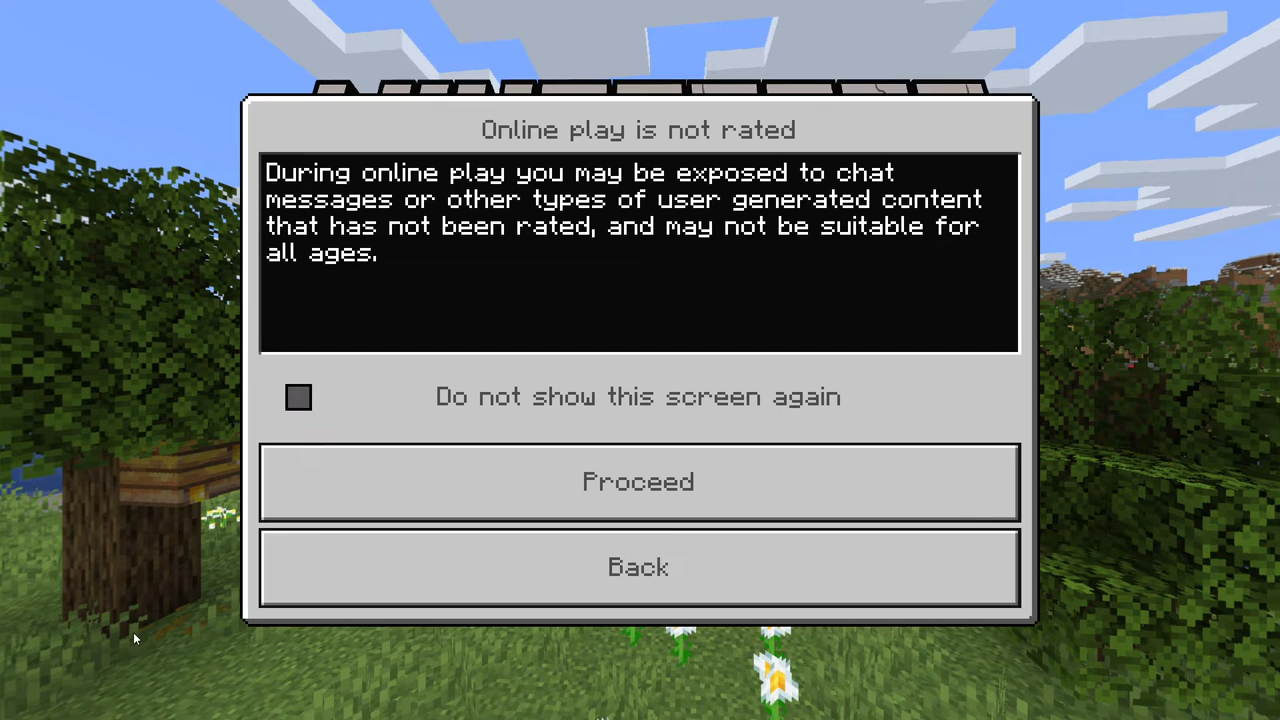 Online play is not rated
During online play you may be exposed to chat
messages or other types of user generated content
that has not been rated, and may not be suitable for
all ages.
Do not show this screen again
Proceed
Back